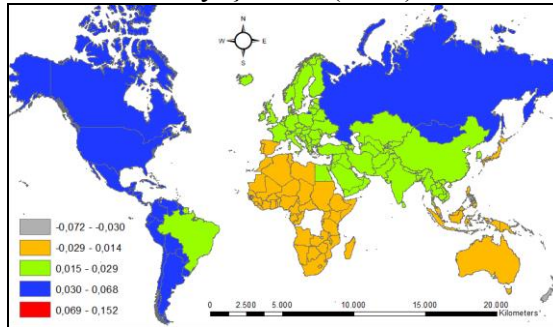 N
W E
S
-0,072 - -0,030
-0,029 - 0,014
0,015 - 0,029
0,030 - 0,068
0,069 - 0,152
0 2.500 5.000 10.000 15.000 20.000
Kilometers